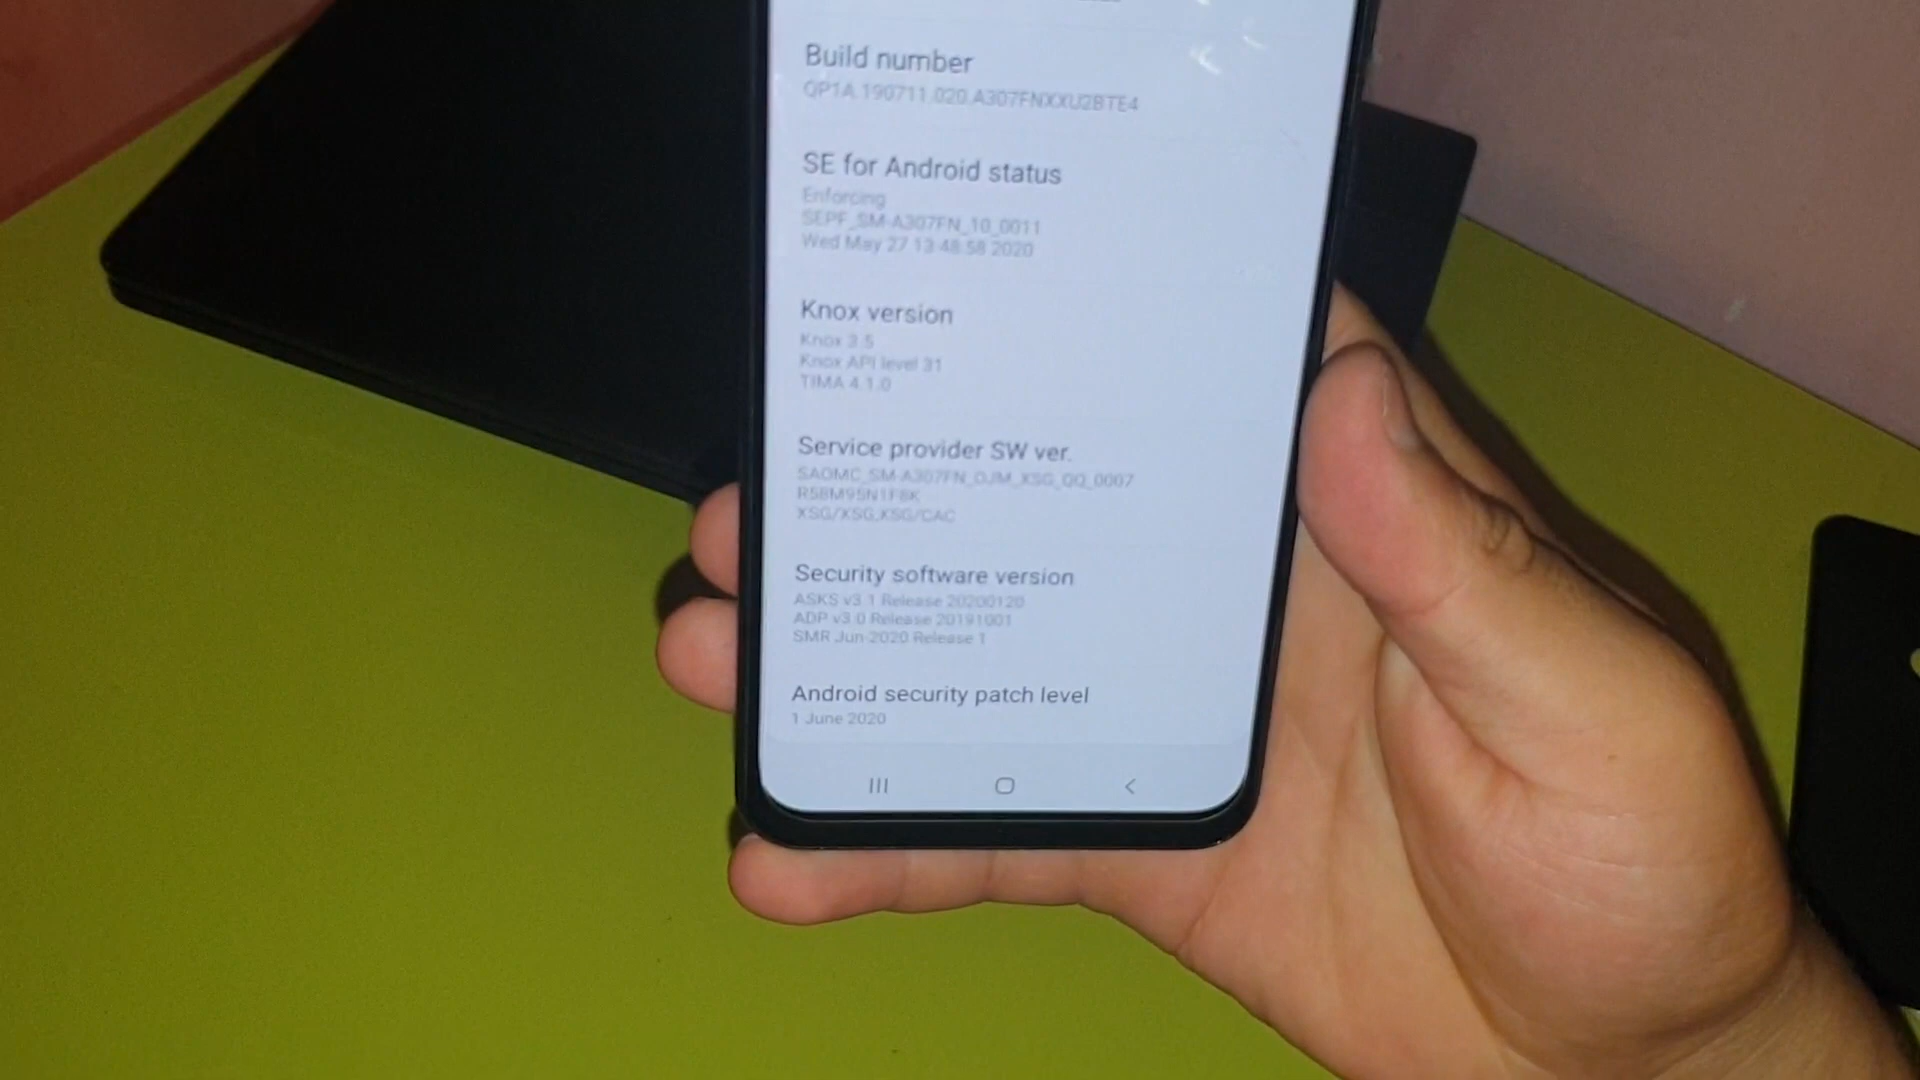 Build number
QP1A.190711.020.A307FNXXU2BTE4
SE for Android status
Enforcing
SEPF_SM-A307FN_10_0011
Wed May 27 13:48:58 2020
Knox version
Knox 3.5
Knox API level 31
TIMA 4.1.0
Service provider SW ver.
SAOMC_SM-A307FN_OJM_XSG_QQ_0007
R58M95N1F8K
XSG/XSG,XSG/CAC
Security software version
ASKS v3.1 Release 20200120
ADP v3.0 Release 20191001
SMR Jun-2020 Release 1
Android security patch level
1 June 2020